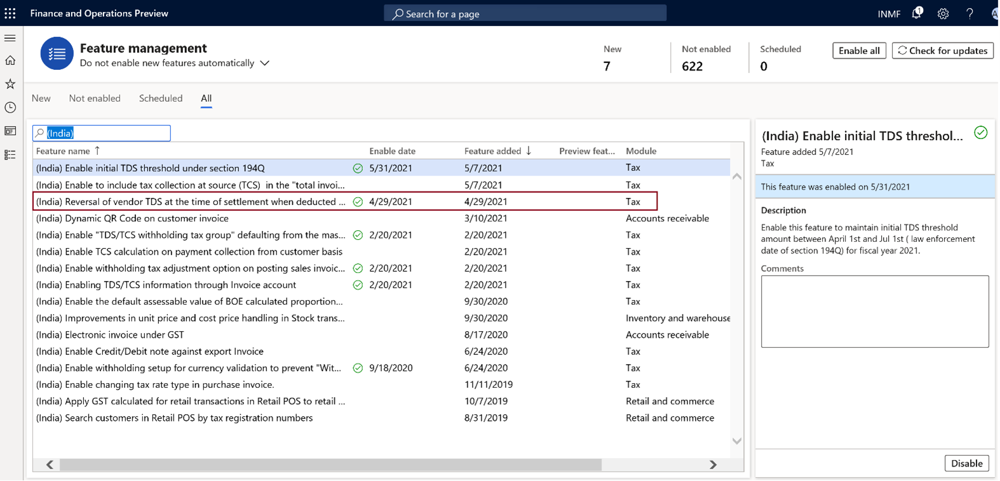 Finance and Operations Preview
Search for a page
INMF
1
?
Feature management
Do not enable new features automatically
New
7
Not enabled
622
Scheduled
0
Enable all
Check for updates
New Not enabled Scheduled All
(India)
Feature name Enable date Feature added Preview feat... Module
(India) Enable initial TDS threshold under section 194Q 5/31/2021 5/7/2021 Tax
(India) Enable to include tax collection at source (TCS) in the "total invoi... 5/7/2021 Tax
(India) Reversal of vendor TDS at the time of settlement when deducted ... 4/29/2021 4/29/2021 Tax
(India) Dynamic QR Code on customer invoice 3/10/2021 Accounts receivable
(India) Enable "TDS/TCS withholding tax group" defaulting from the mas... 2/20/2021 2/20/2021 Tax
(India) Enable TCS calculation on payment collection from customer basis 2/20/2021 Tax
(India) Enable withholding tax adjustment option on posting sales invoic... 2/20/2021 2/20/2021 Tax
(India) Enabling TDS/TCS information through Invoice account 2/20/2021 2/20/2021 Tax
(India) Enable the default assessable value of BOE calculated proportion... 9/30/2020 Tax
(India) Improvements in unit price and cost price handling in Stock trans... 9/30/2020 Inventory and warehouse
(India) Electronic invoice under GST 8/17/2020 Accounts receivable
(India) Enable Credit/Debit note against export Invoice 6/24/2020 Tax
(India) Enable withholding setup for currency validation to prevent "Wit... 9/18/2020 6/24/2020 Tax
(India) Enable changing tax rate type in purchase invoice. 11/11/2019 Tax
(India) Apply GST calculated for retail transactions in Retail POS to retail ... 10/7/2019 Retail and commerce
(India) Search customers in Retail POS by tax registration numbers 8/31/2019 Retail and commerce
(India) Enable initial TDS threshol...
Feature added 5/7/2021
Tax
This feature was enabled on 5/31/2021
Description
Enable this feature to maintain initial TDS threshold
amount between April 1st and Jul 1st ( law enforcement
date of section 194Q) for fiscal year 2021.
Comments
Disable